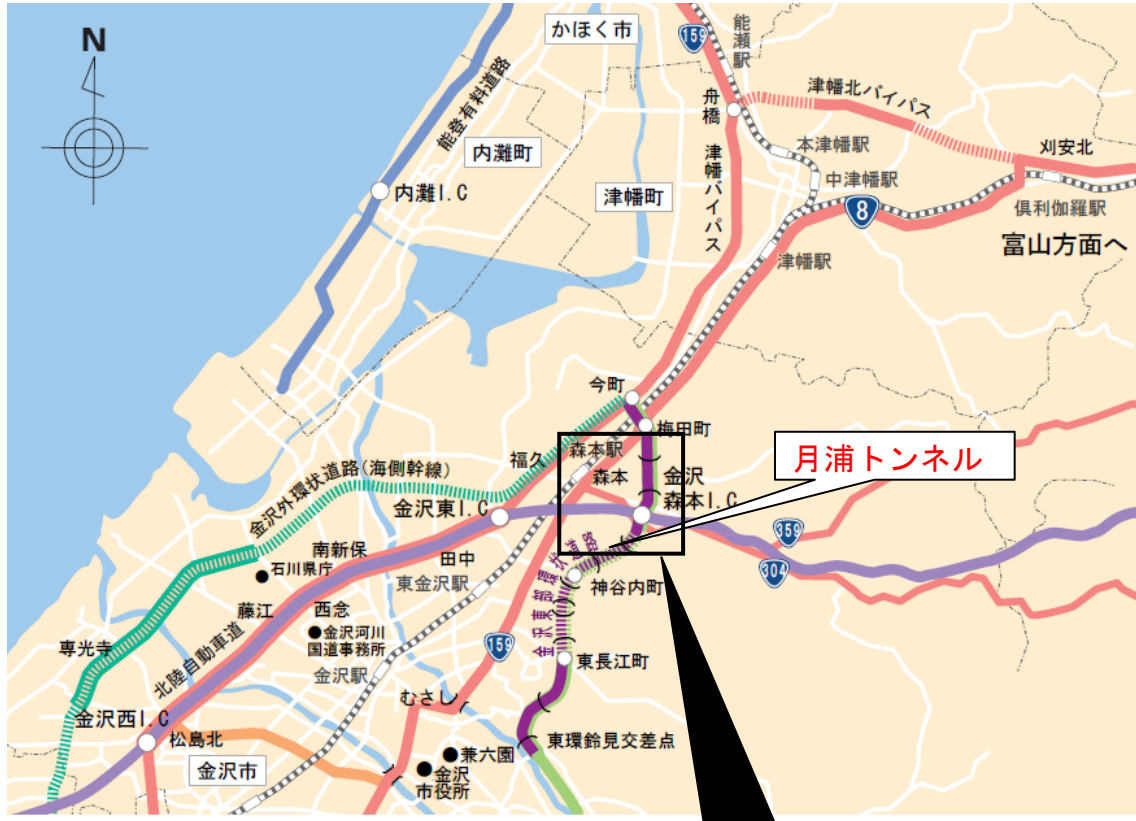 N
かほく市
159
能瀬駅
能登有料道路
内灘町
津幡北バイパス
舟橋
本津幡駅
刈安北
内灘I.C
津幡町
津幡バイパス
中津幡駅
8
倶利伽羅駅
津幡駅
富山方面へ
今町
梅田町
月浦トンネル
福久
森本駅
森本
金沢
森本I.C
金沢外環状道路(海側幹線)
金沢東I.C
359
南新保
田中
石川県庁
東金沢駅
304
金沢東部環状道路
神谷内町
藤江
西念
金沢河川
国道事務所
159
専光寺
北陸自動車道
金沢駅
東長江町
むさし
金沢西I.C
松島北
東環鈴見交差点
兼六園
金沢市
金沢
市役所